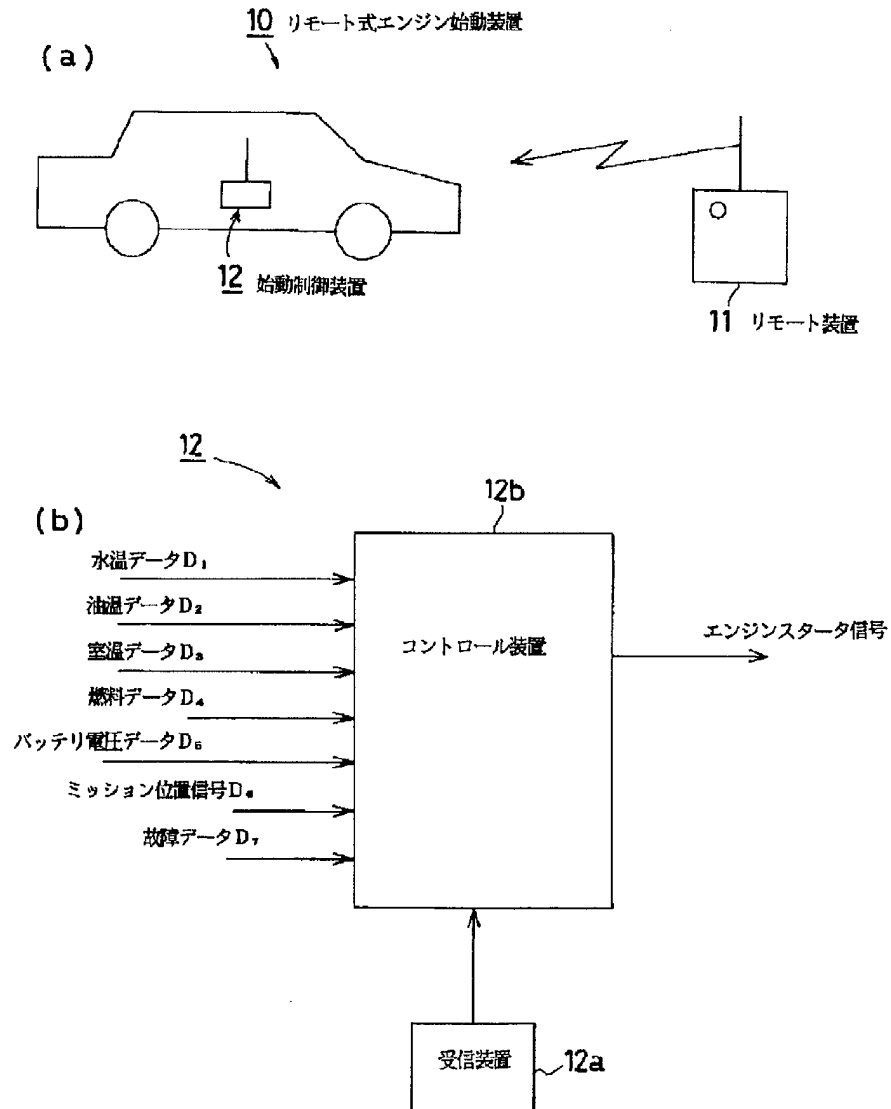 10 リモート式エンジン始動装置
(a)
12 始動制御装置
11 リモート装置
12
(b)
12b
水温データD₁
油温データD₂
室温データD₃
燃料データD₄
バッテリ電圧データD₅
ミッション位置信号D₆
故障データD₇
コントロール装置
エンジンスタータ信号
受信装置
12a